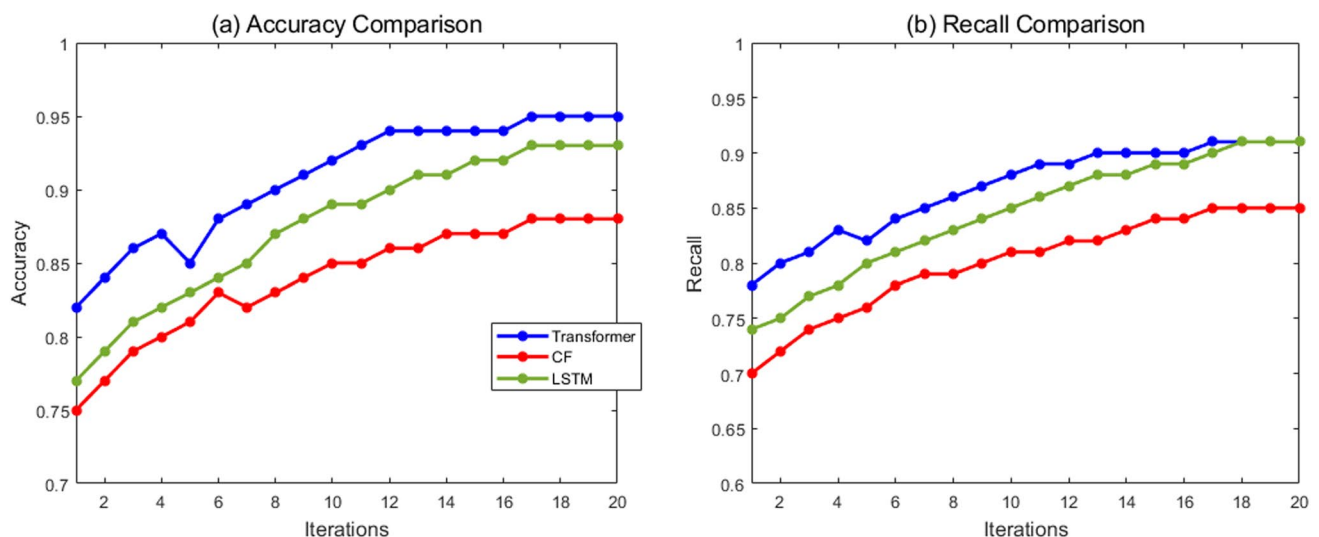 (a) Accuracy Comparison
1
0.95
0.9
0.85
0.8
0.75
0.7
Accuracy
2 4 6 8 10 12 14 16 18 20
Iterations
Transformer
CF
LSTM
(b) Recall Comparison
1
0.95
0.9
0.85
0.8
0.75
0.7
0.65
0.6
Recall
2 4 6 8 10 12 14 16 18 20
Iterations